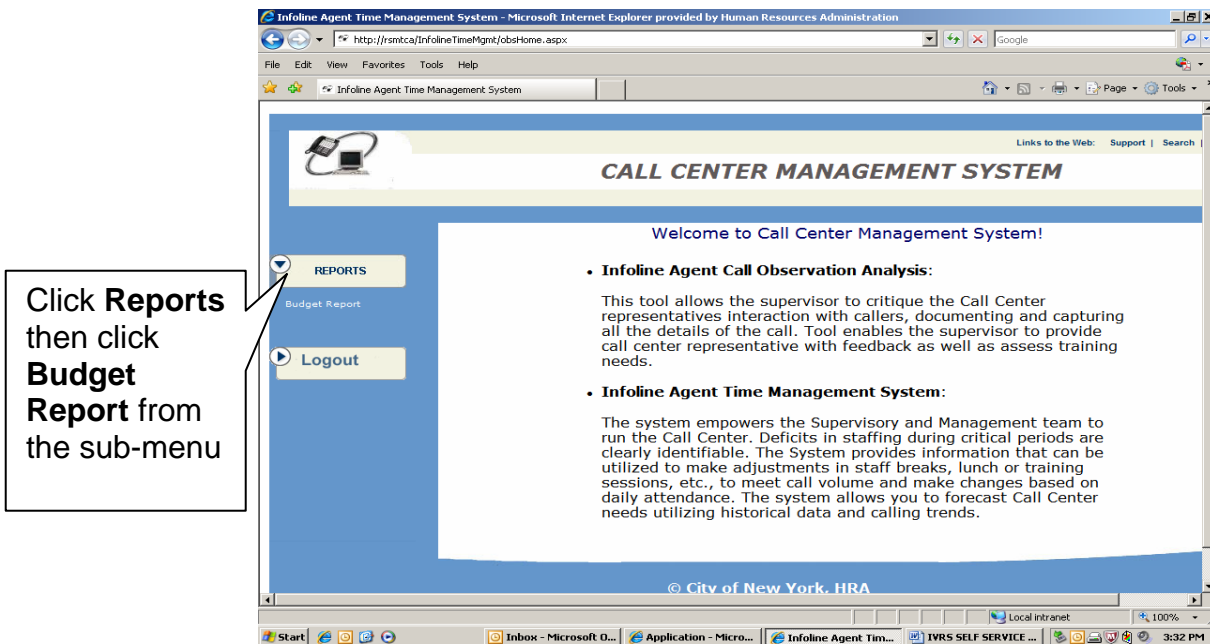 Infoline Agent Time Management System - Microsoft Internet Explorer provided by Human Resources Administration
http://rsmtca/InfolineTimeMgmt/obsHome.aspx
Google
File Edit View Favorites Tools Help
Infoline Agent Time Management System
Page Tools
Links to the Web: Support | Search |
CALL CENTER MANAGEMENT SYSTEM
Welcome to Call Center Management System!
REPORTS
Budget Report
Logout
Click Reports
then click
Budget
Report from
the sub-menu
• Infoline Agent Call Observation Analysis:
This tool allows the supervisor to critique the Call Center
representatives interaction with callers, documenting and capturing
all the details of the call. Tool enables the supervisor to provide
call center representative with feedback as well as assess training
needs.
• Infoline Agent Time Management System:
The system empowers the Supervisory and Management team to
run the Call Center. Deficits in staffing during critical periods are
clearly identifiable. The System provides information that can be
utilized to make adjustments in staff breaks, lunch or training
sessions, etc., to meet call volume and make changes based on
daily attendance. The system allows you to forecast Call Center
needs utilizing historical data and calling trends.
© City of New York, HRA
Local intranet 100%
Start Inbox - Microsoft O... Application - Micro... Infoline Agent Tim... IVRS SELF SERVICE ... 3:32 PM